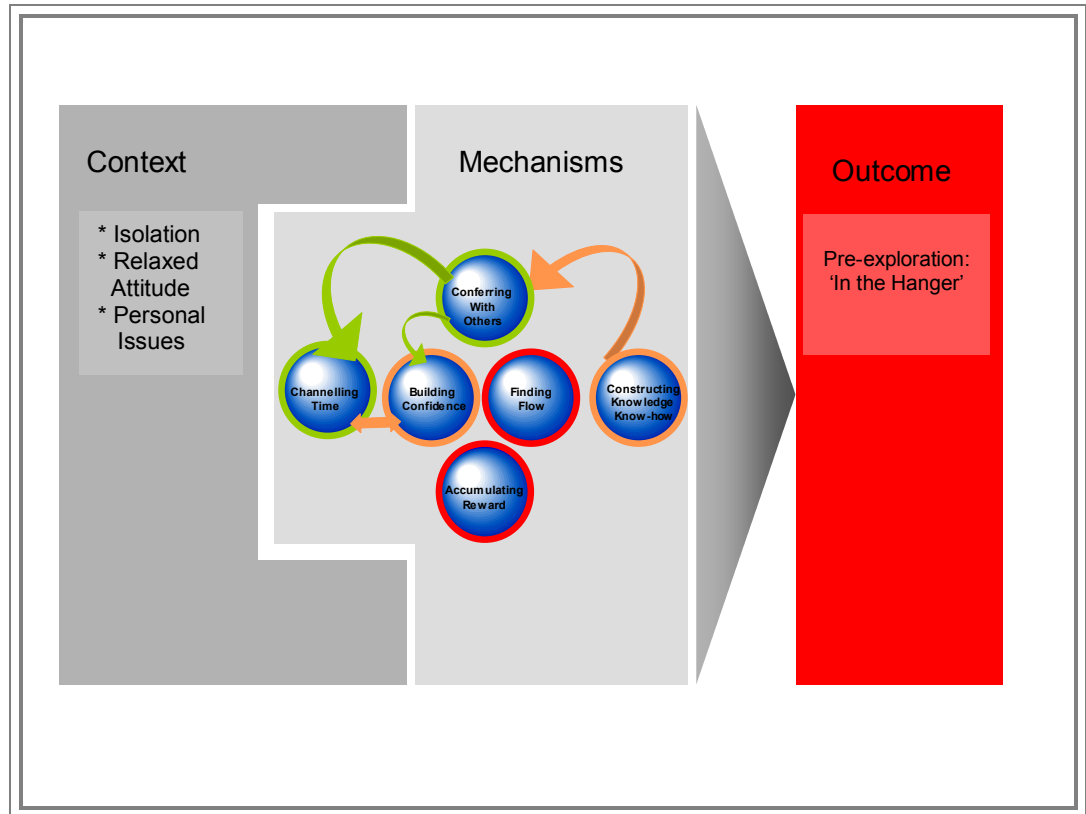 Context
* Isolation
* Relaxed
Attitude
* Personal
Issues
Mechanisms
Conferring
With
Others
Channelling
Time
Building
Confidence
Finding
Flow
Constructing
Knowledge
Know-how
Accumulating
Reward
Outcome
Pre-exploration:
‘In the Hanger’